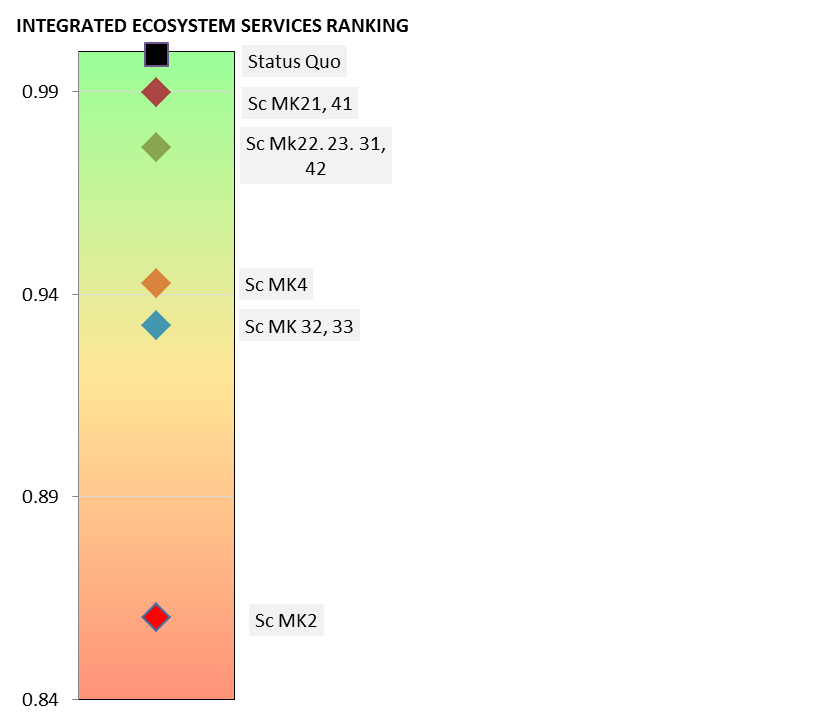 INTEGRATED ECOSYSTEM SERVICES RANKING
Status Quo
0.99
Sc MK21, 41
Sc Mk22. 23. 31,
42
Sc MK4
0.94
Sc MK 32, 33
0.89
Sc MK2
0.84